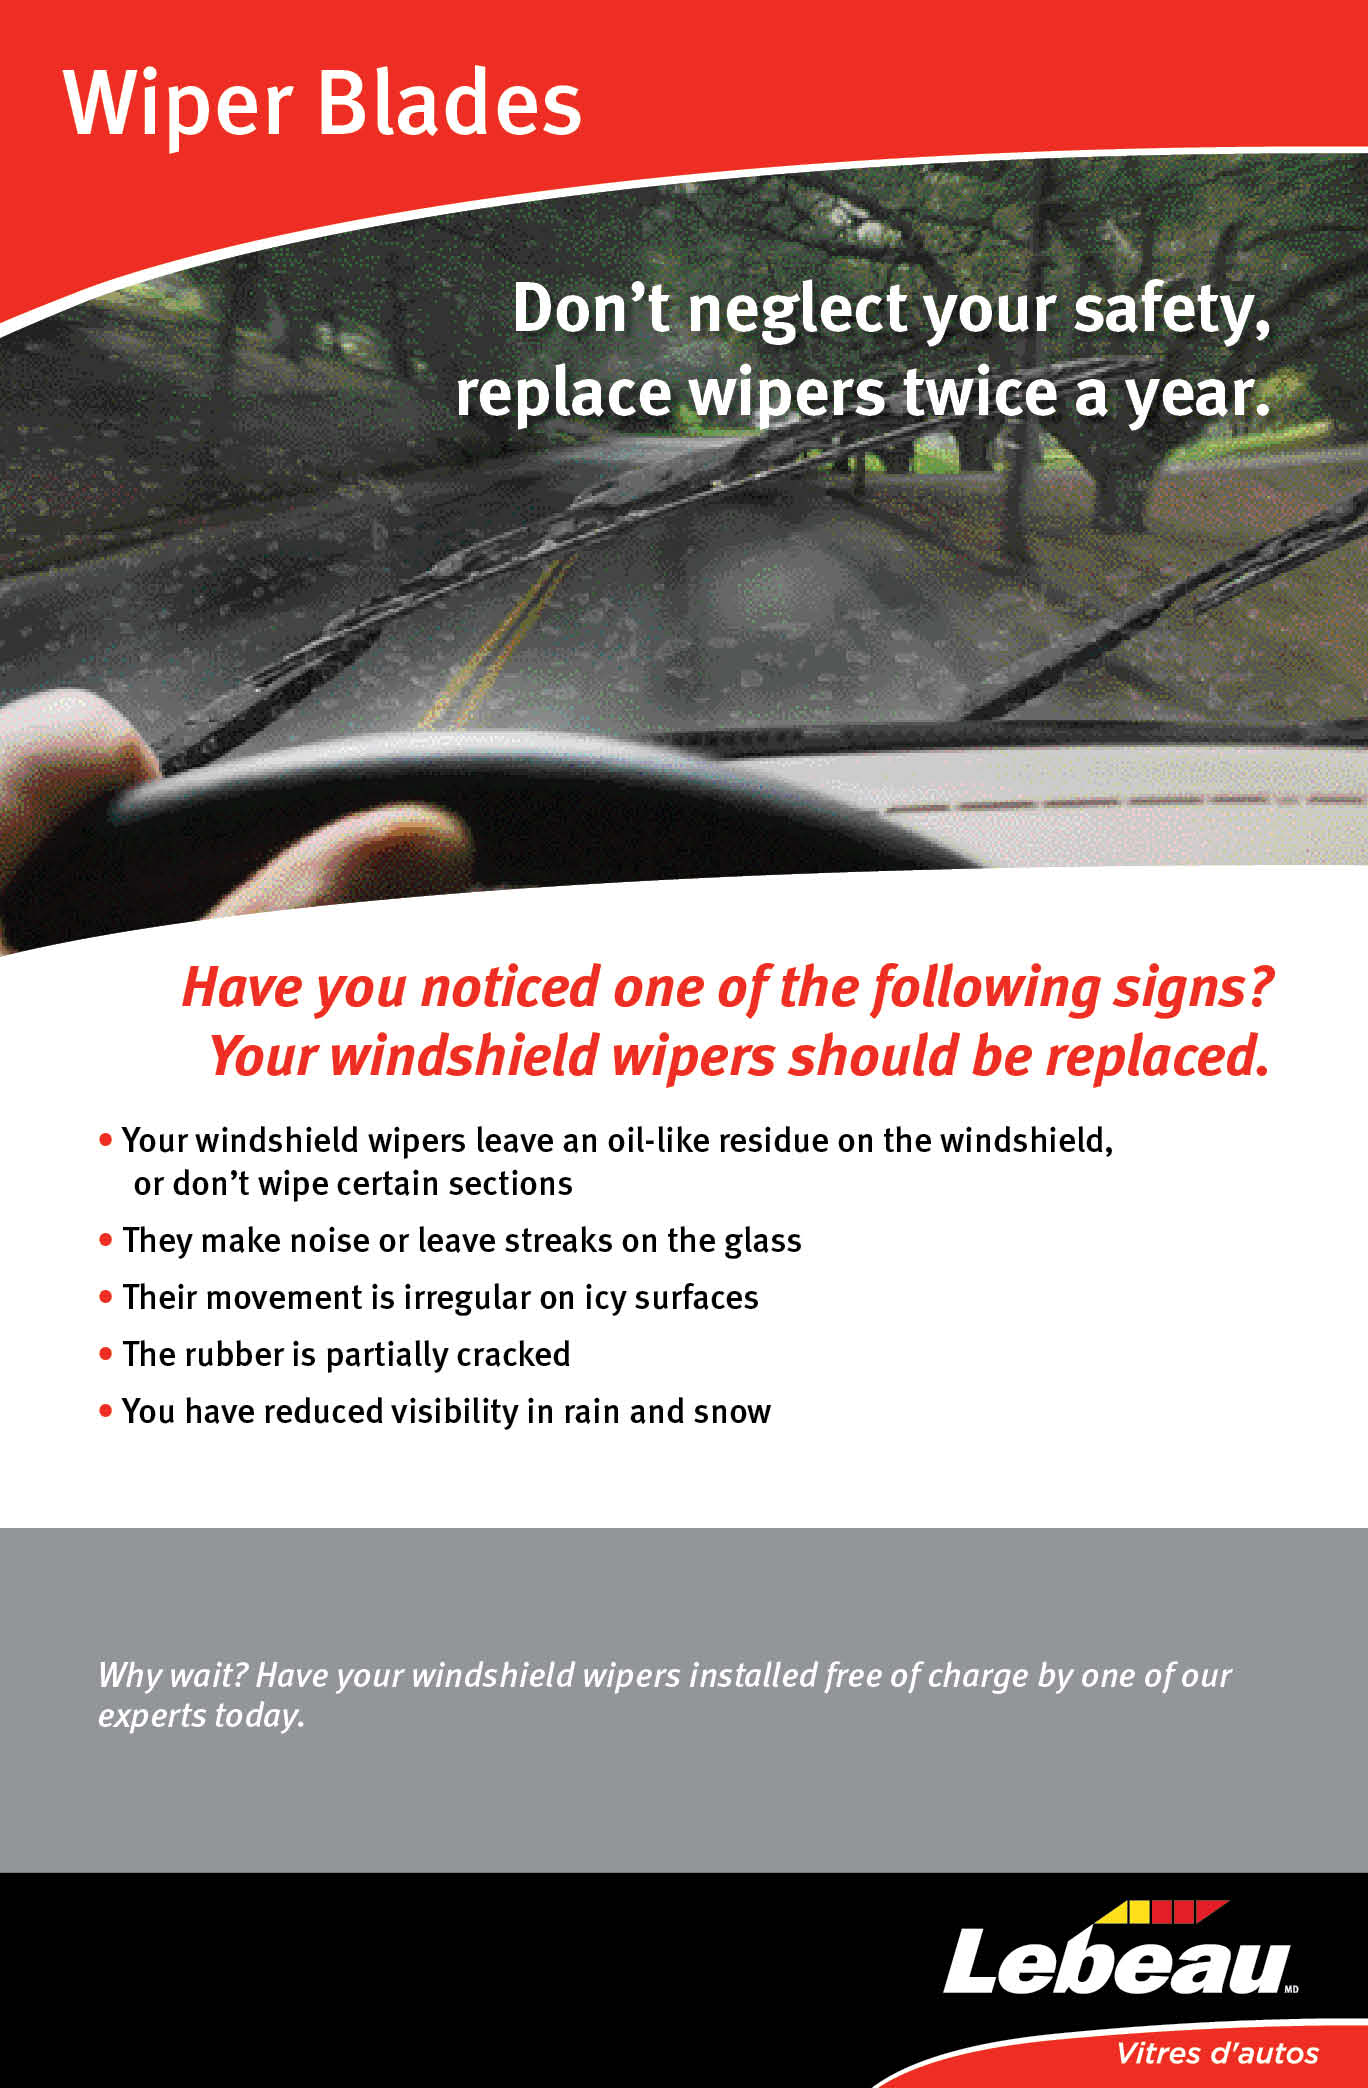 Wiper Blades
Don’t neglect your safety,
replace wipers twice a year.
Have you noticed one of the following signs?
Your windshield wipers should be replaced.
• Your windshield wipers leave an oil-like residue on the windshield,
or don’t wipe certain sections
• They make noise or leave streaks on the glass
• Their movement is irregular on icy surfaces
• The rubber is partially cracked
• You have reduced visibility in rain and snow
Why wait? Have your windshield wipers installed free of charge by one of our
experts today.
Lebeau MD
Vitres d'autos